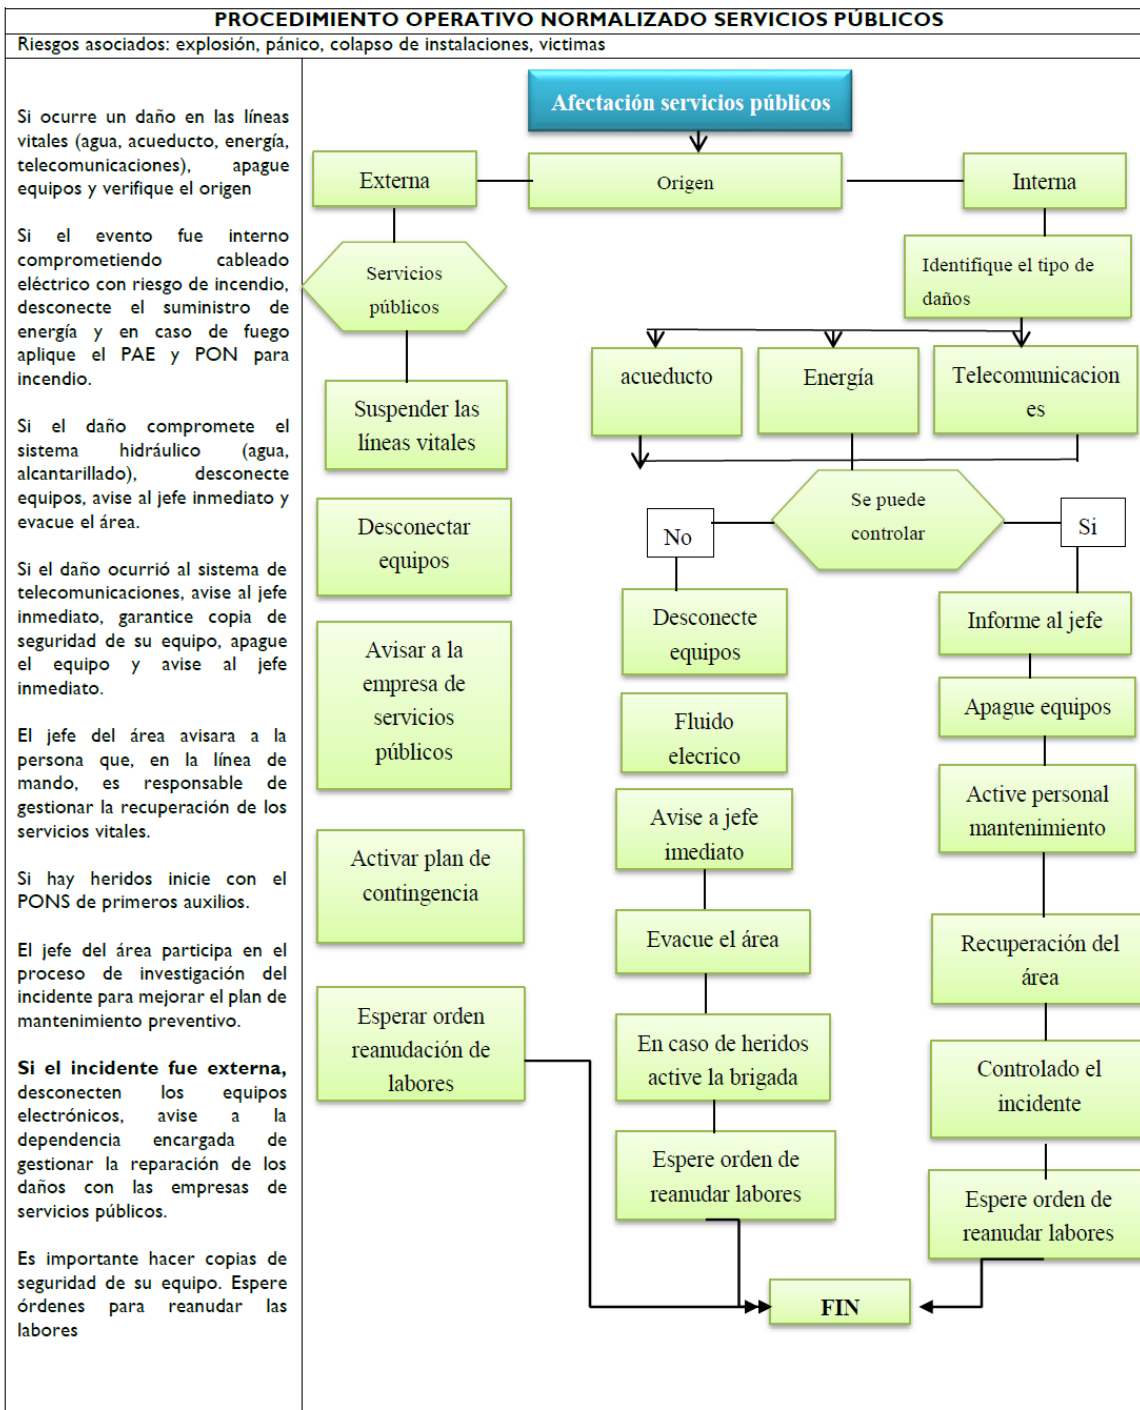 PROCEDIMIENTO OPERATIVO NORMALIZADO SERVICIOS PÚBLICOS
Riesgos asociados: explosión, pánico, colapso de instalaciones, victimas
Si ocurre un daño en las líneas
vitales (agua, acueducto, energía,
telecomunicaciones), apague
equipos y verifique el origen
Si el evento fue interno
comprometiendo cableado
eléctrico con riesgo de incendio,
desconecte el suministro de
energía y en caso de fuego
aplique el PAE y PON para
incendio.
Si el daño compromete el
sistema hidráulico (agua,
alcantarillado), desconecte
equipos, avise al jefe inmediato y
evacue el área.
Si el daño ocurrió al sistema de
telecomunicaciones, avise al jefe
inmediato, garantice copia de
seguridad de su equipo, apague
el equipo y avise al jefe
inmediato.
El jefe del área avisara a la
persona que, en la línea de
mando, es responsable de
gestionar la recuperación de los
servicios vitales.
Si hay heridos inicie con el
PONS de primeros auxilios.
El jefe del área participa en el
proceso de investigación del
incidente para mejorar el plan de
mantenimiento preventivo.
Si el incidente fue externa,
desconecten los equipos
electrónicos, avise a la
dependencia encargada de
gestionar la reparación de los
daños con las empresas de
servicios públicos.
Es importante hacer copias de
seguridad de su equipo. Espere
órdenes para reanudar las
labores
Afectación servicios públicos
Externa
Origen
Interna
Servicios
públicos
Identifique el tipo de
daños
acueducto
Energía
Telecomunicacion
es
Suspender las
líneas vitales
Se puede
controlar
No
Si
Desconectar
equipos
Avisar a la
empresa de
servicios
públicos
Activar plan de
contingencia
Esperar orden
reanudación de
labores
Desconecte
equipos
Fluido
elecrico
Avise a jefe
imediato
Evacue el área
En caso de heridos
active la brigada
Espere orden de
reanudar labores
Informe al jefe
Apague equipos
Active personal
mantenimiento
Recuperación del
área
Controlado el
incidente
Espere orden de
reanudar labores
FIN